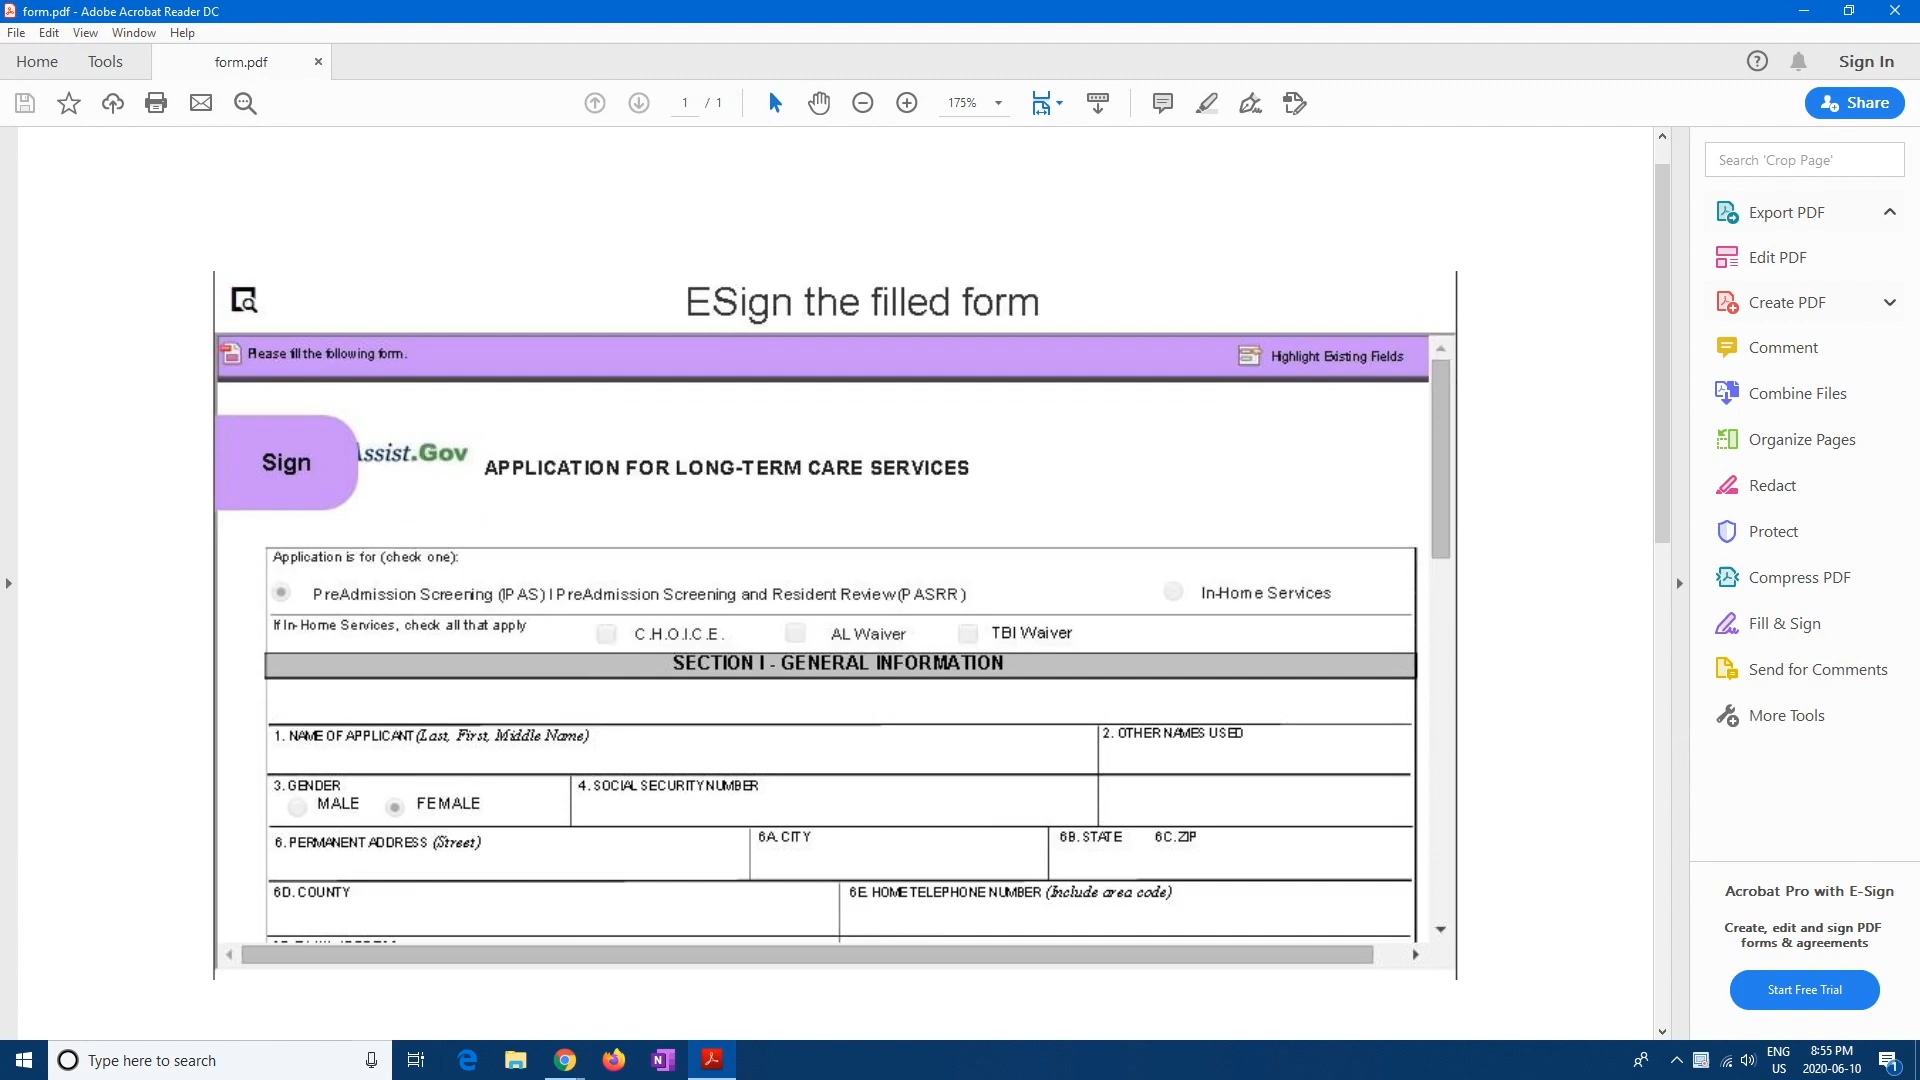 form.pdf - Adobe Acrobat Reader DC
File Edit View Window Help
Home Tools form.pdf Sign In
1 / 1 175% Share
Search 'Crop Page'
Export PDF
Edit PDF
Create PDF
Comment
Combine Files
Organize Pages
Redact
Protect
Compress PDF
Fill & Sign
Send for Comments
More Tools
Acrobat Pro with E-Sign
Create, edit and sign PDF
forms & agreements
Start Free Trial
ESign the filled form
Please fill the following form. Highlight Existing Fields
Sign
Assist.Gov APPLICATION FOR LONG-TERM CARE SERVICES
Application is for (check one):
PreAdmission Screening (IPAS) I PreAdmission Screening and Resident Review (PASRR) In-Home Services
If In-Home Services, check all that apply C.H.O.I.C.E. AL Waiver TBI Waiver
SECTION I - GENERAL INFORMATION
1. NAME OF APPLICANT (Last, First, Middle Name) 2. OTHER NAMES USED
3. GENDER 4. SOCIAL SECURITY NUMBER
MALE FEMALE
6. PERMANENT ADDRESS (Street) 6A. CITY 6B. STATE 6C. ZIP
6D. COUNTY 6E. HOME TELEPHONE NUMBER (Include area code)
Type here to search
ENG
US
8:55 PM
2020-06-10
1